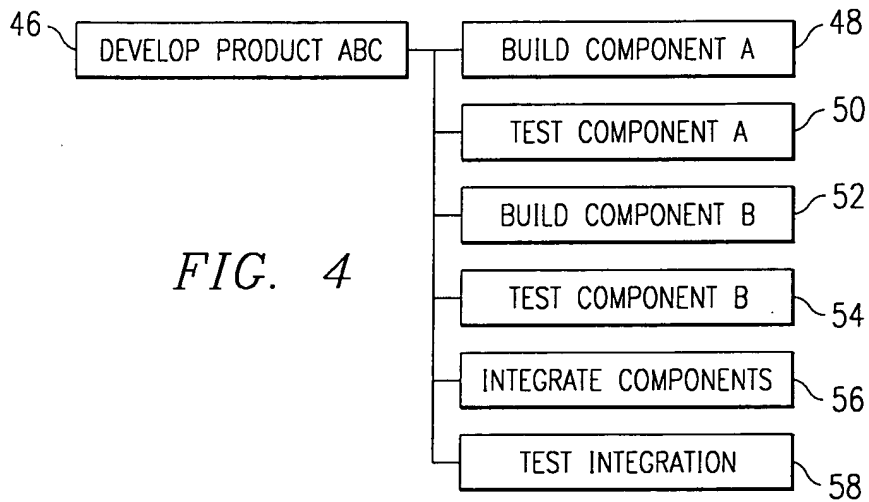 46 DEVELOP PRODUCT ABC
BUILD COMPONENT A 48
TEST COMPONENT A 50
BUILD COMPONENT B 52
FIG. 4
TEST COMPONENT B 54
INTEGRATE COMPONENTS 56
TEST INTEGRATION 58